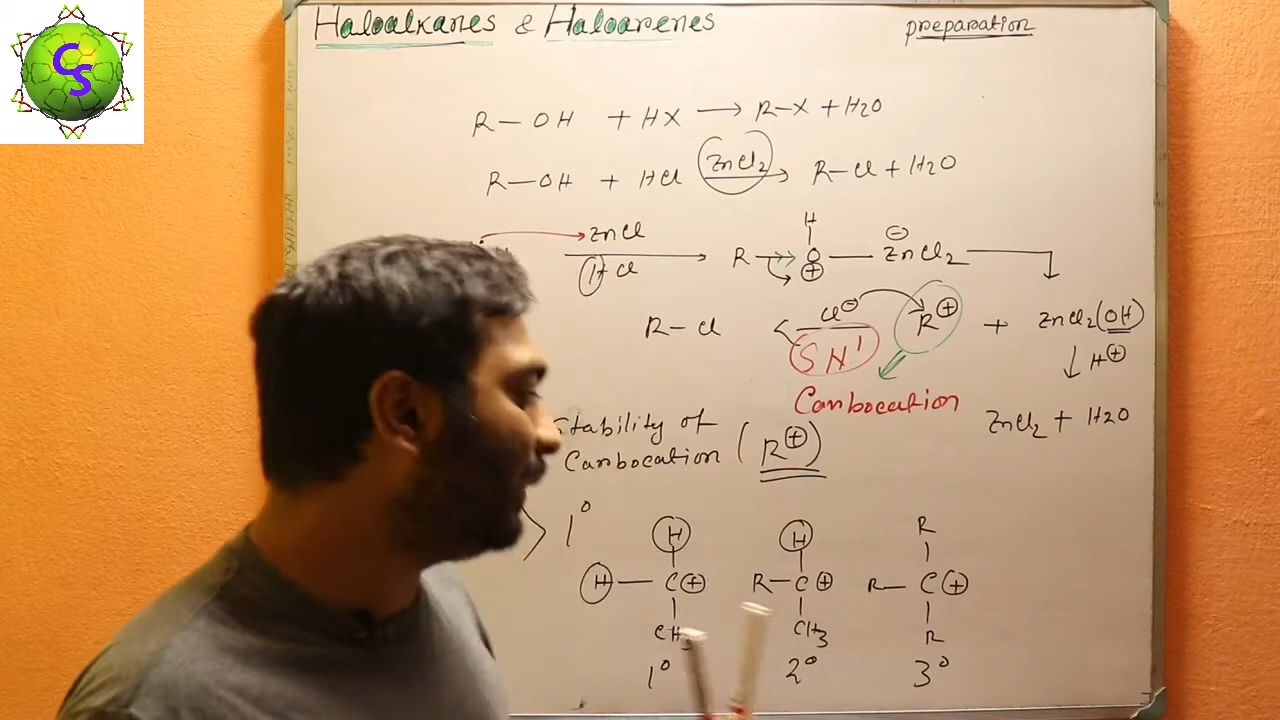 CS
Haloalkanes & Haloarenes
preparation
R—OH + HX → R—X + H2O
R—OH + HCl ZnCl2 → R—Cl + H2O
ZnCl
HCl
H
R O ⊕ — ZnCl2 ⊖
R—Cl
Cl⊖
SN1
R⊕ + ZnCl2(OH)
↓ H⊕
Carbocation
ZnCl2 + H2O
Stability of
Carbocation (R⊕)
> 1°
H H R
H—C⊕ R—C⊕ R—C⊕
CH3 CH3 R
1° 2° 3°